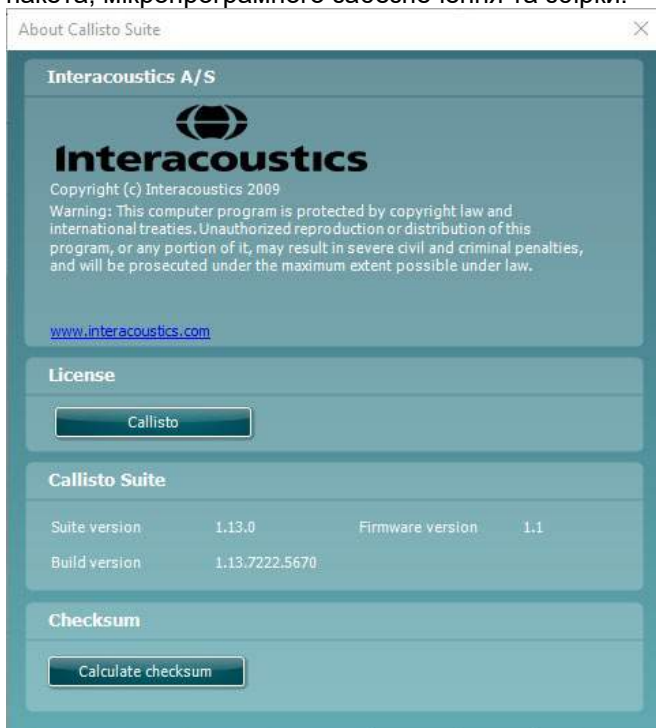 пакета, мікропрограмного забезпечення та збірки.
About Callisto Suite
Interacoustics A/S
Interacoustics
Copyright (c) Interacoustics 2009
Warning: This computer program is protected by copyright law and
international treaties. Unauthorized reproduction or distribution of this
program, or any portion of it, may result in severe civil and criminal penalties,
and will be prosecuted under the maximum extent possible under law.
www.interacoustics.com
License
Callisto
Callisto Suite
Suite version 1.13.0 Firmware version 1.1
Build version 1.13.7222.5670
Checksum
Calculate checksum